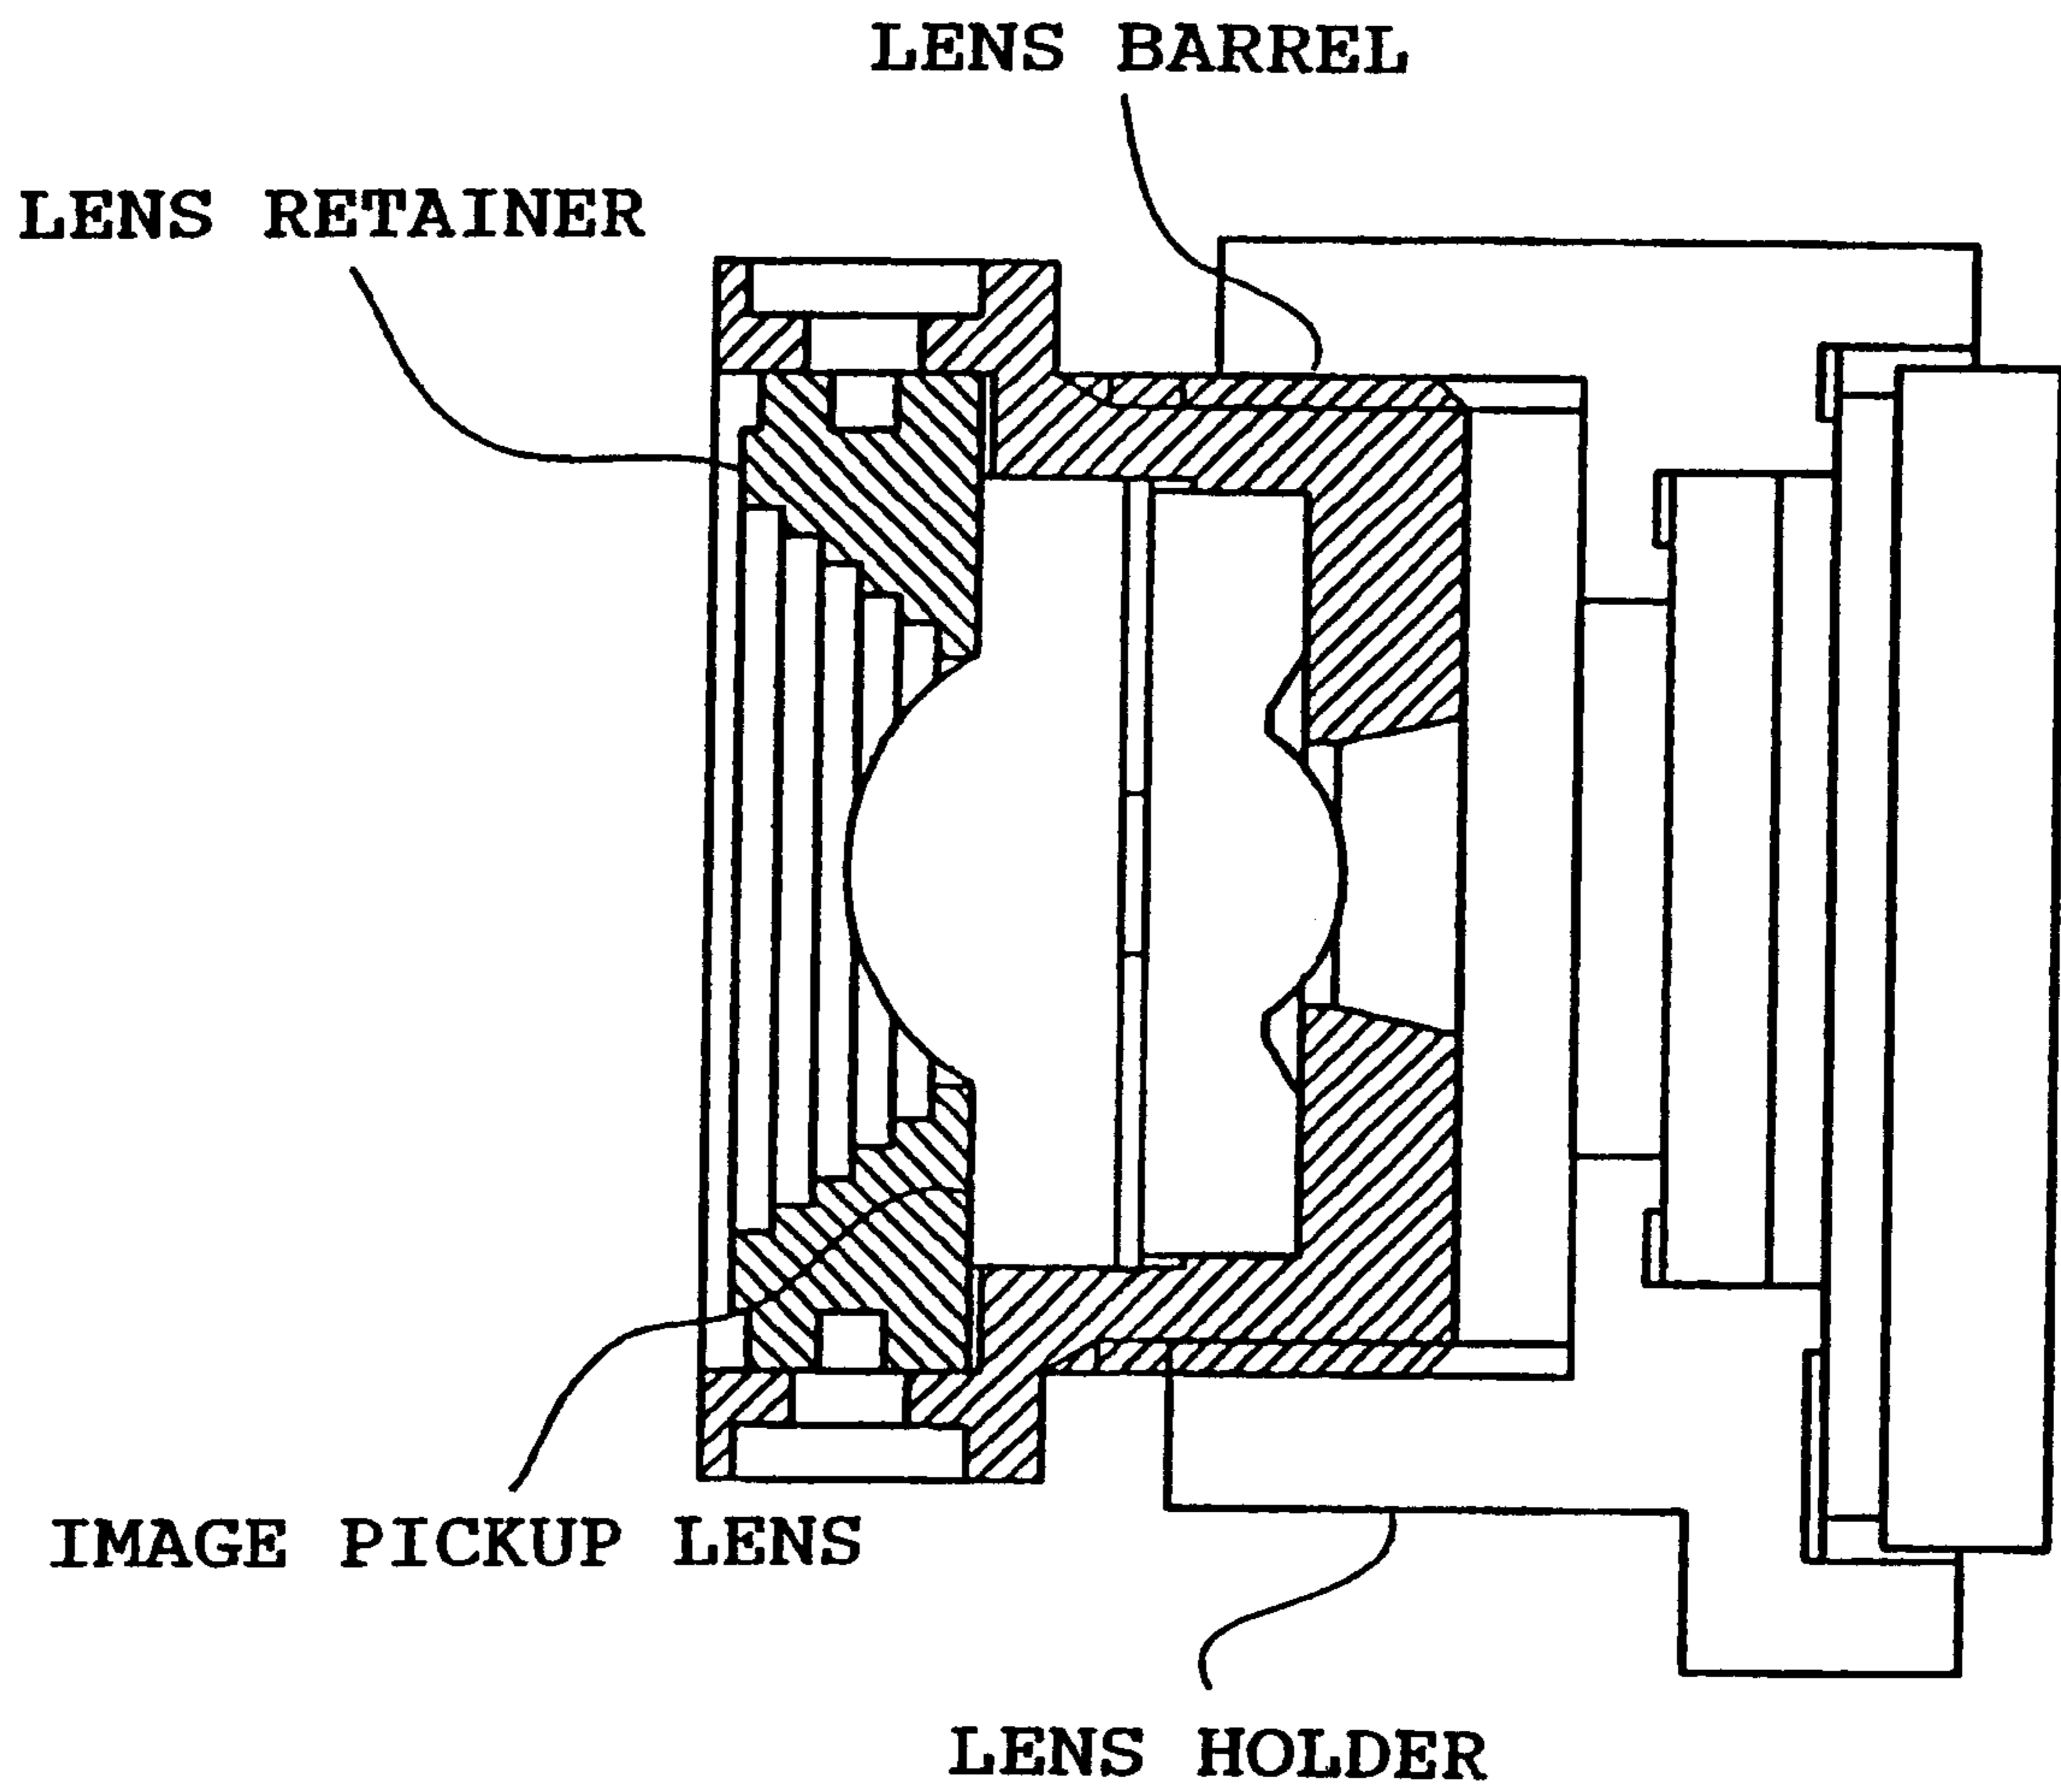 LENS BARREL
LENS RETAINER
IMAGE PICKUP LENS
LENS HOLDER